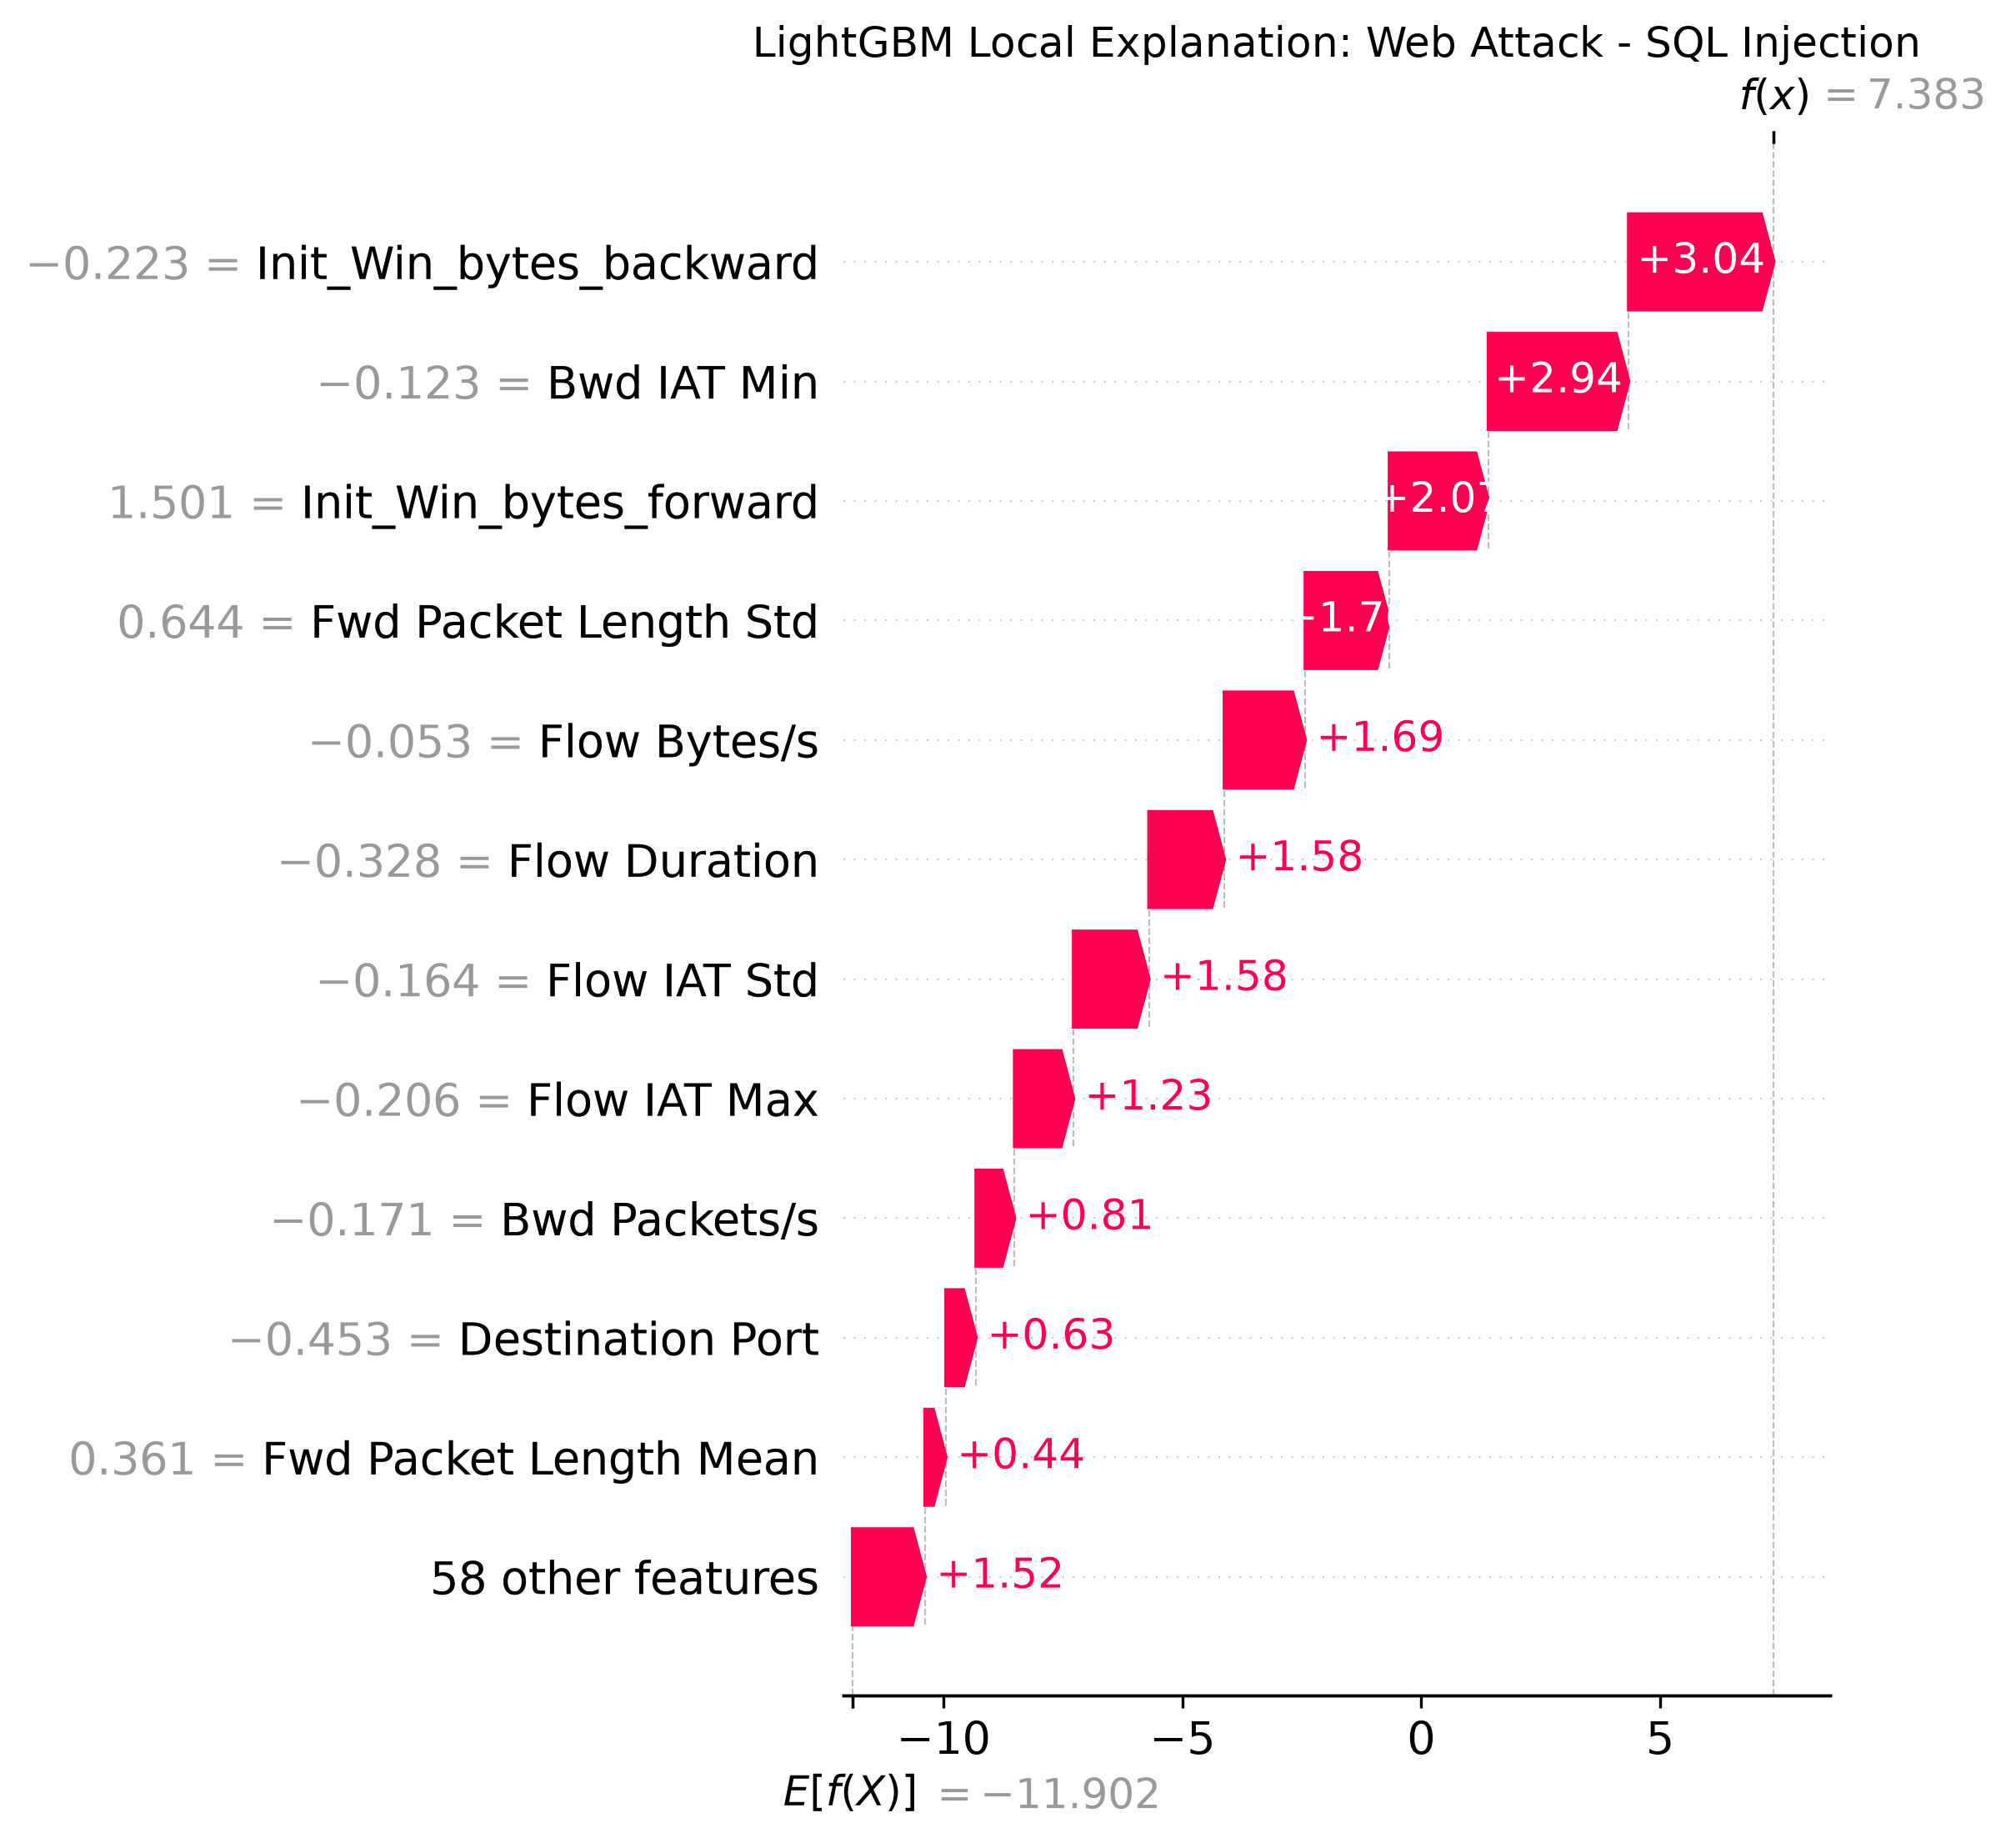 LightGBM Local Explanation: Web Attack - SQL Injection
f(x) = 7.383
−0.223 = Init_Win_bytes_backward
+3.04
−0.123 = Bwd IAT Min
+2.94
1.501 = Init_Win_bytes_forward
+2.07
0.644 = Fwd Packet Length Std
−0.053 = Flow Bytes/s
+1.69
−0.328 = Flow Duration
+1.58
−0.164 = Flow IAT Std
+1.58
−0.206 = Flow IAT Max
+1.23
−0.171 = Bwd Packets/s
+0.81
−0.453 = Destination Port
+0.63
0.361 = Fwd Packet Length Mean
+0.44
58 other features
+1.52
−10 −5 0 5
E[f(X)] = −11.902